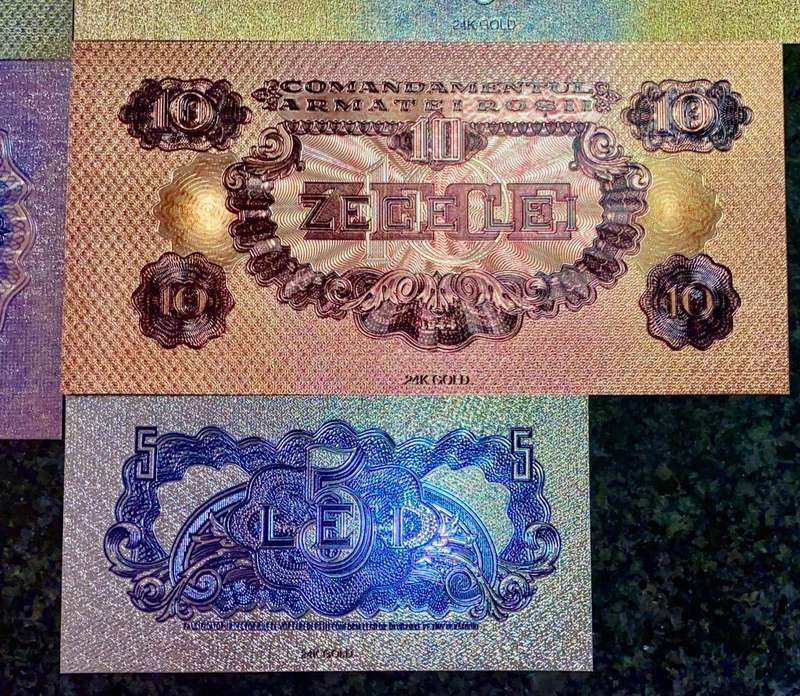 24K GOLD
COMANDAMENTUL
ARMATEI ROȘII
10 10
10
ZECE LEI
10 10
24K GOLD
5 5
5
LEI
24K GOLD